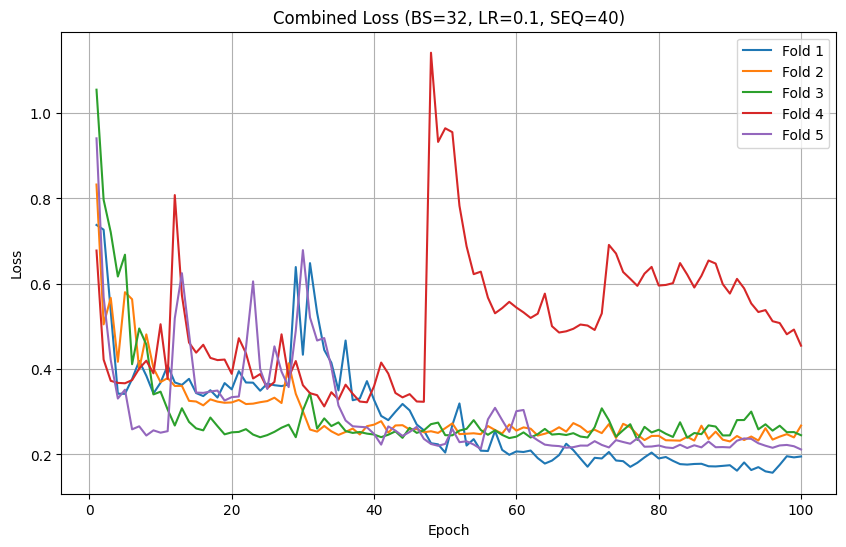 Combined Loss (BS=32, LR=0.1, SEQ=40)
Fold 1
Fold 2
Fold 3
Fold 4
Fold 5
Loss
1.0
0.8
0.6
0.4
0.2
0 20 40 60 80 100
Epoch